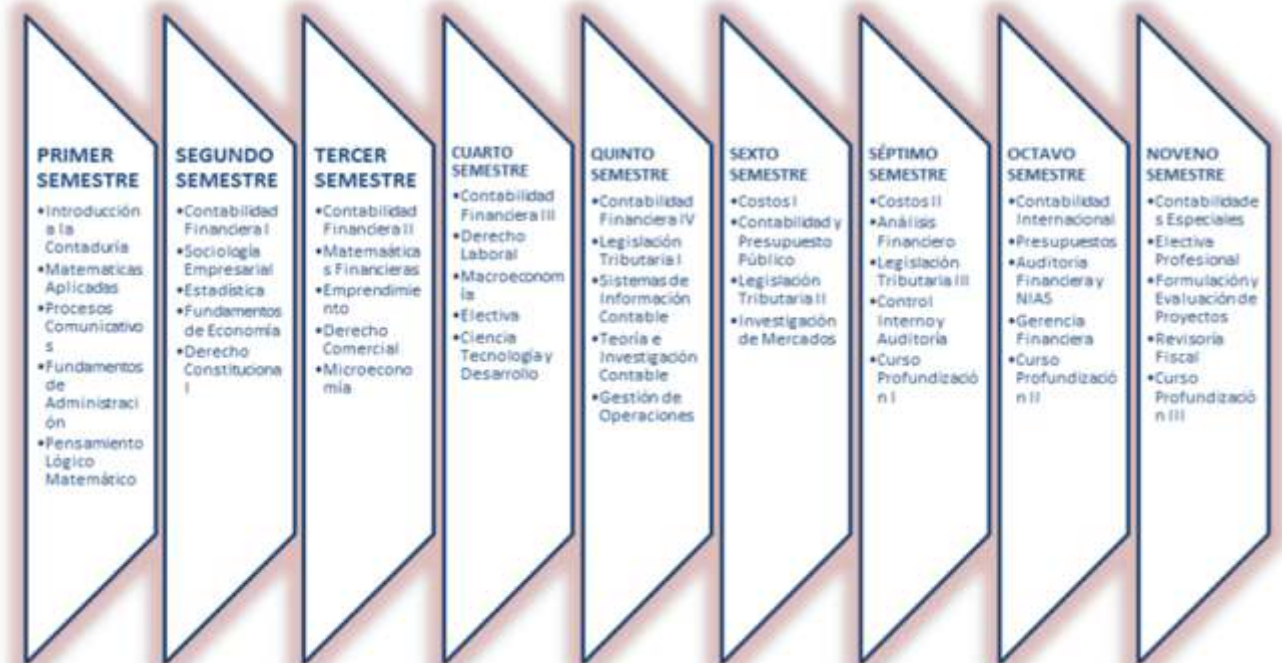 PRIMER
SEMESTRE
•Introducción
a la
Contaduría
•Matematicas
Aplicadas
•Procesos
Comunicativo
s
•Fundamentos
de
Administraci
ón
•Pensamiento
Lógico
Matemático
SEGUNDO
SEMESTRE
•Contabilidad
Financiera I
•Sociología
Empresarial
•Estadística
•Fundamentos
de Economía
•Derecho
Constituciona
l
TERCER
SEMESTRE
•Contabilidad
Financiera II
•Matemaática
s Financieras
•Emprendimie
nto
•Derecho
Comercial
•Microecono
mía
CUARTO
SEMESTRE
•Contabilidad
Financiera III
•Derecho
Laboral
•Macroeconom
ía
•Electiva
•Ciencia
Tecnología y
Desarrollo
QUINTO
SEMESTRE
•Contabilidad
Financiera IV
•Legislación
Tributaria I
•Sistemas de
Información
Contable
•Teoría e
Investigación
Contable
•Gestión de
Operaciones
SEXTO
SEMESTRE
•Costos I
•Contabilidad y
Presupuesto
Público
•Legislación
Tributaria II
•Investigación
de Mercados
SÉPTIMO
SEMESTRE
•Costos II
•Análisis
Financiero
•Legislación
Tributaria III
•Control
Interno y
Auditoría
•Curso
Profundizació
n I
OCTAVO
SEMESTRE
•Contabilidad
Internacional
•Presupuestos
•Auditoria
Financiera y
NIAS
•Gerencia
Financiera
•Curso
Profundizació
n II
NOVENO
SEMESTRE
•Contabilidade
s Especiales
•Electiva
Profesional
•Formulación y
Evaluación de
Proyectos
•Revisoría
Fiscal
•Curso
Profundizació
n III